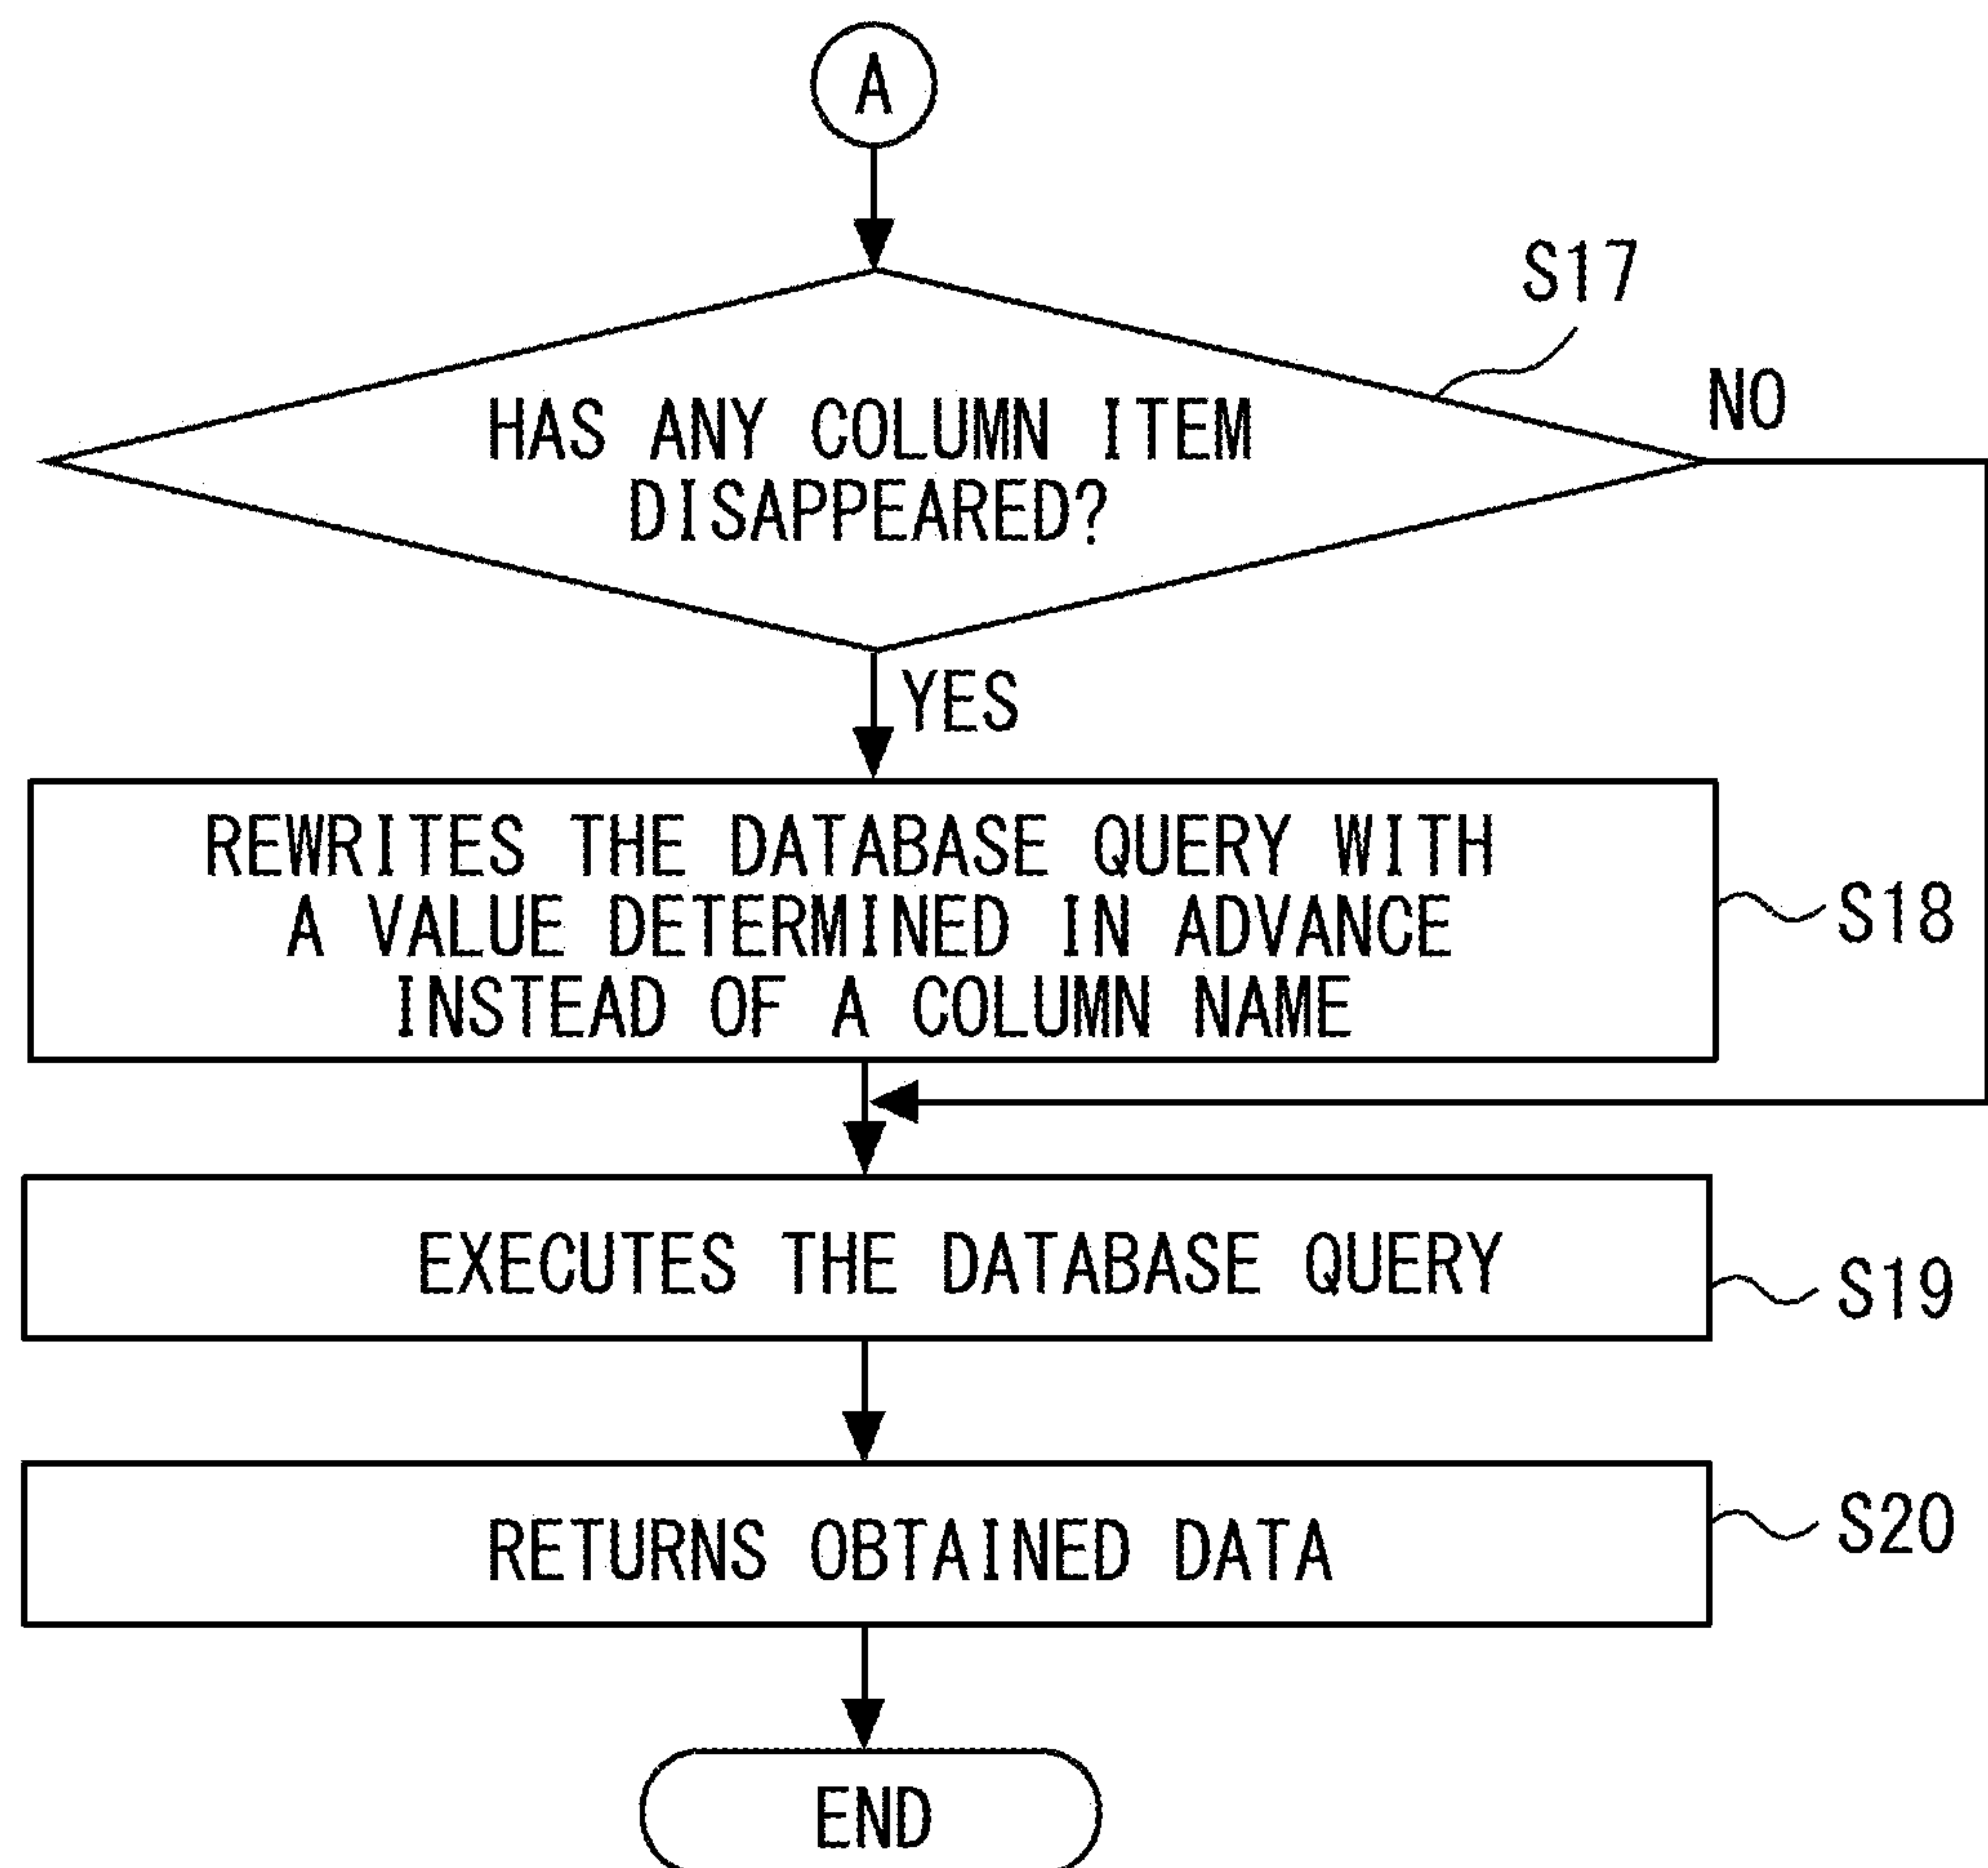 A
S17
NO
HAS ANY COLUMN ITEM
DISAPPEARED?
YES
REWRITES THE DATABASE QUERY WITH
A VALUE DETERMINED IN ADVANCE
INSTEAD OF A COLUMN NAME
S18
EXECUTES THE DATABASE QUERY
S19
RETURNS OBTAINED DATA
S20
END